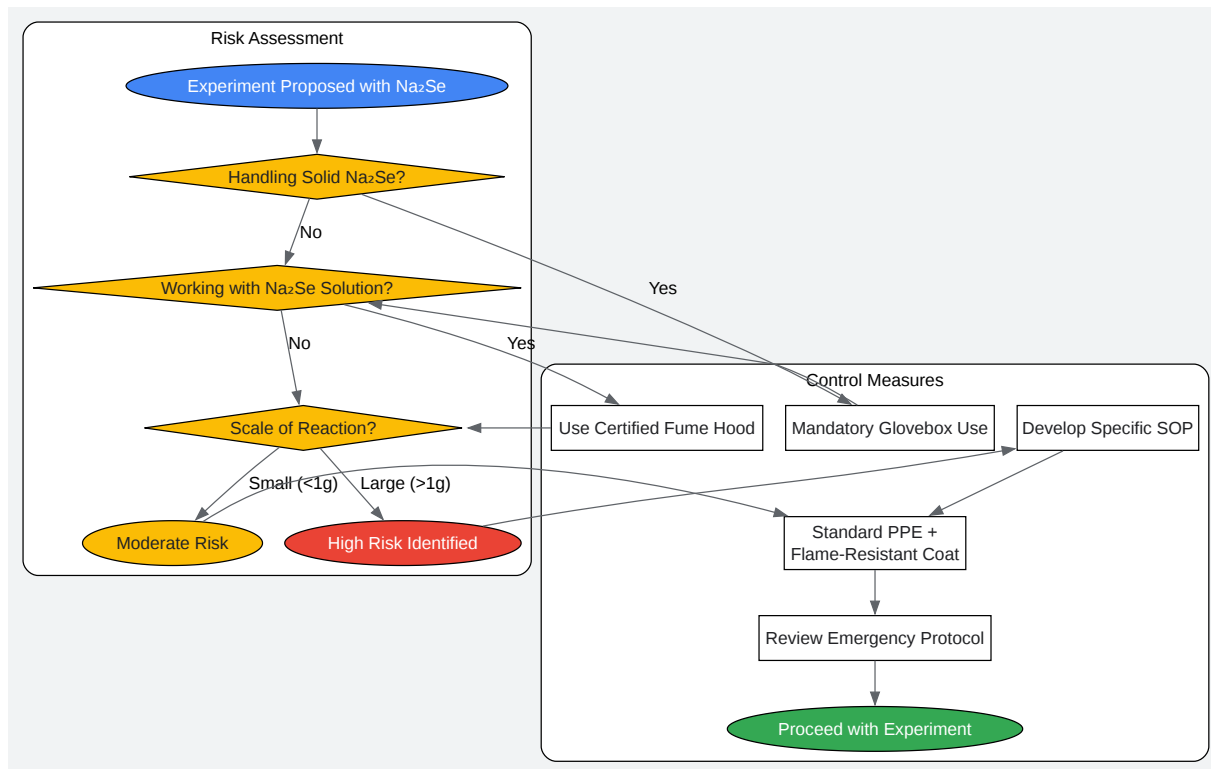 Risk Assessment
Experiment Proposed with Na₂Se
Handling Solid Na₂Se?
No
Yes
Working with Na₂Se Solution?
No
Yes
Control Measures
Scale of Reaction?
Use Certified Fume Hood
Mandatory Glovebox Use
Develop Specific SOP
Small (<1g)
Large (>1g)
Moderate Risk
High Risk Identified
Standard PPE +
Flame-Resistant Coat
Review Emergency Protocol
Proceed with Experiment